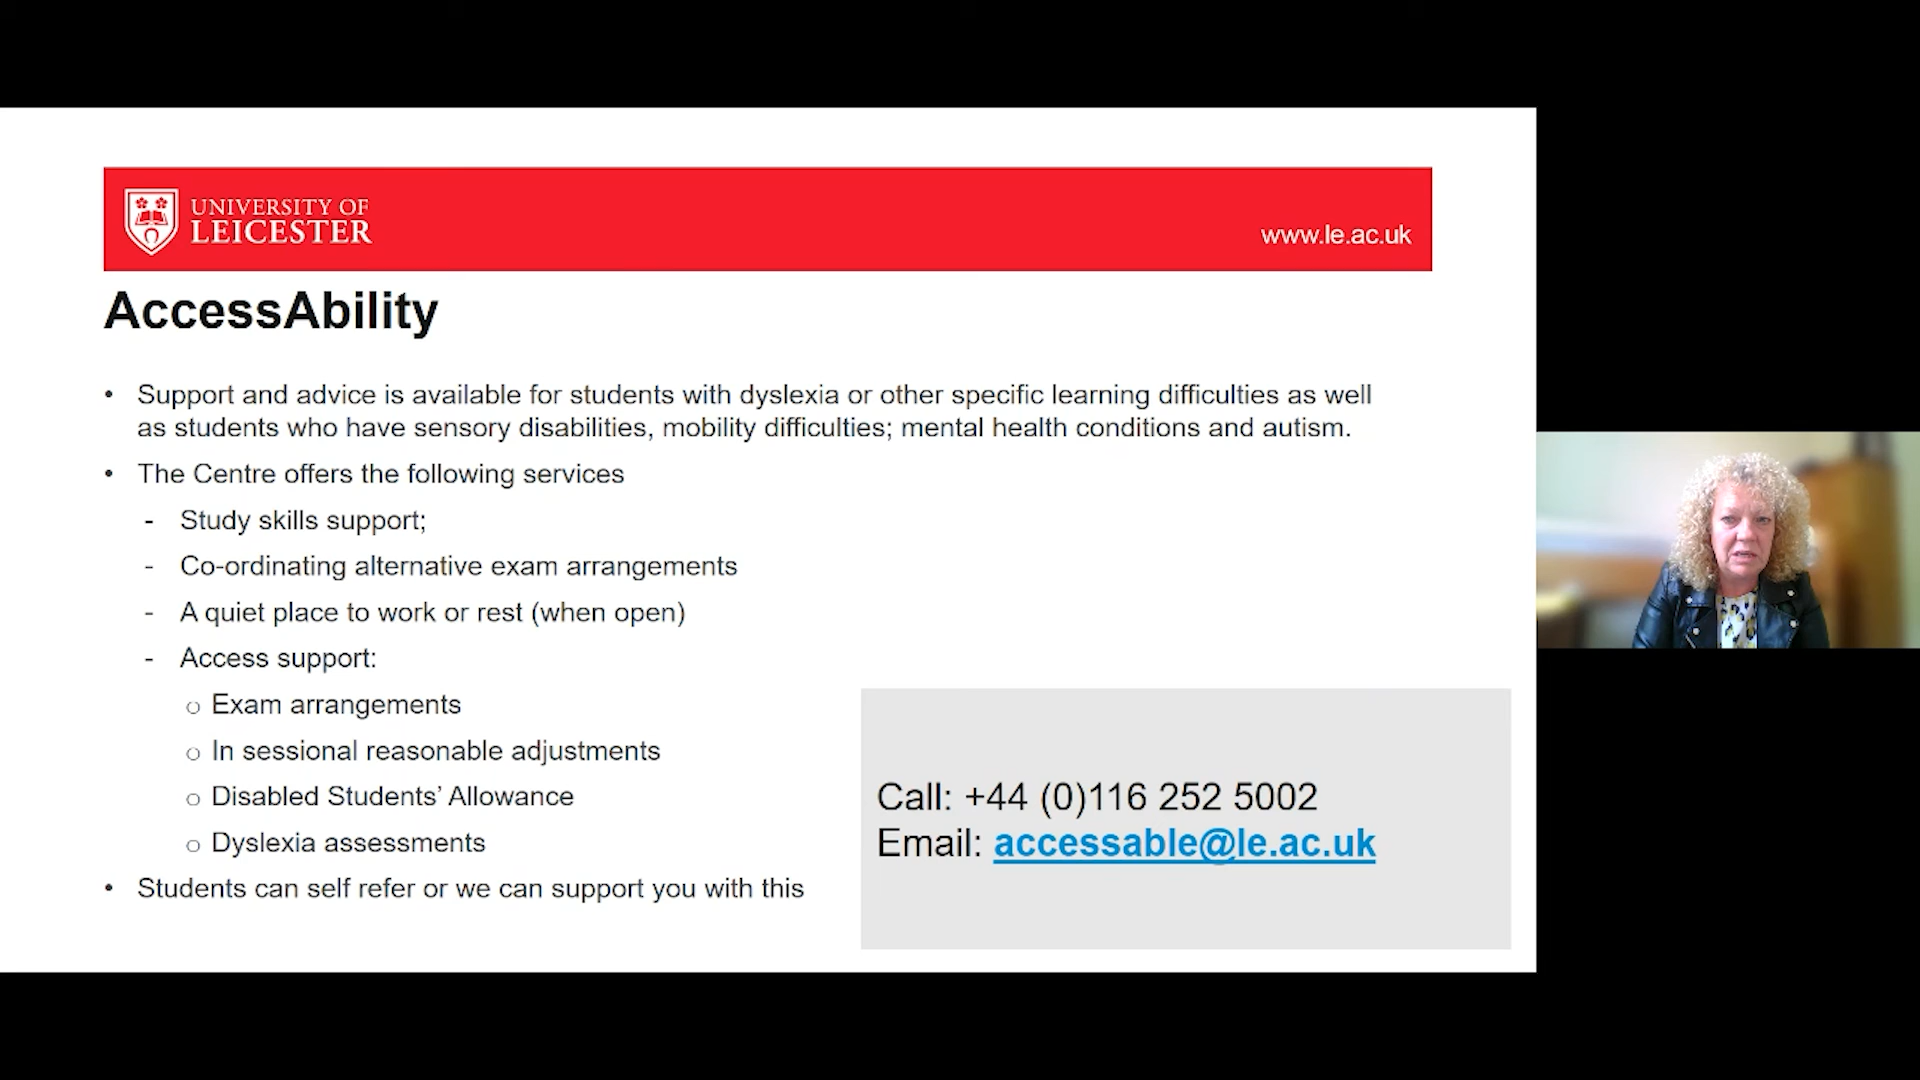 UNIVERSITY OF
LEICESTER
www.le.ac.uk
AccessAbility
• Support and advice is available for students with dyslexia or other specific learning difficulties as well
as students who have sensory disabilities, mobility difficulties; mental health conditions and autism.
• The Centre offers the following services
- Study skills support;
- Co-ordinating alternative exam arrangements
- A quiet place to work or rest (when open)
- Access support:
o Exam arrangements
o In sessional reasonable adjustments
o Disabled Students’ Allowance
o Dyslexia assessments
• Students can self refer or we can support you with this
Call: +44 (0)116 252 5002
Email: accessable@le.ac.uk